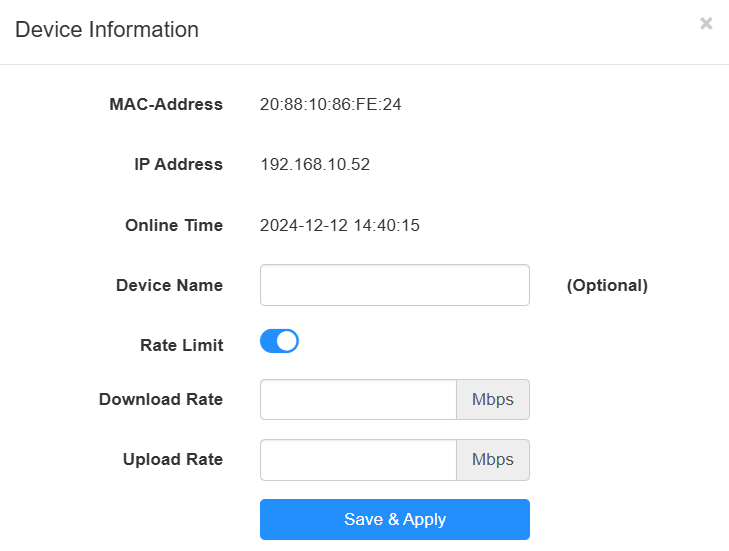 Device Information
×
MAC-Address 20:88:10:86:FE:24
IP Address 192.168.10.52
Online Time 2024-12-12 14:40:15
Device Name (Optional)
Rate Limit
Download Rate Mbps
Upload Rate Mbps
Save & Apply